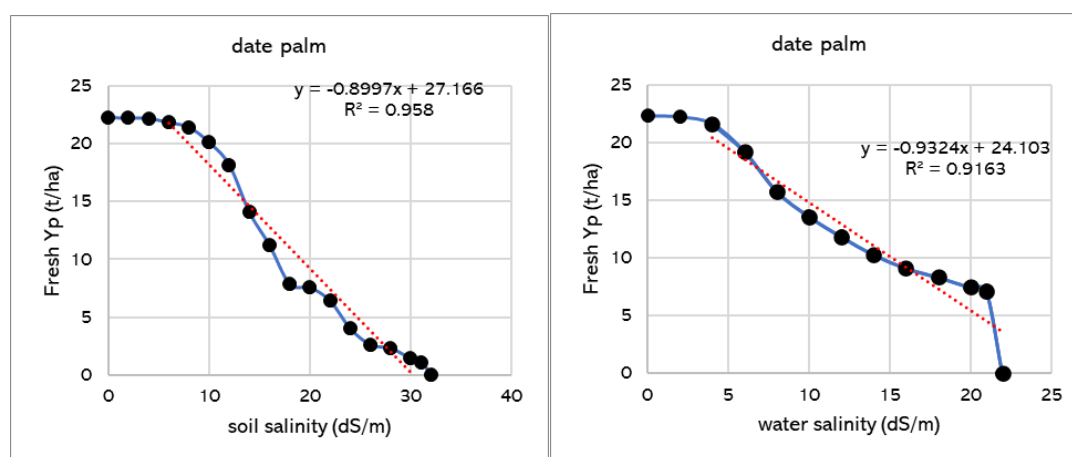 date palm
y = -0.8997x + 27.166
R² = 0.958
25
20
15
10
5
0
Fresh Yp (t/ha)
0 10 20 30 40
soil salinity (dS/m)
date palm
y = -0.9324x + 24.103
R² = 0.9163
25
20
15
10
5
0
Fresh Yp (t/ha)
0 5 10 15 20 25
water salinity (dS/m)